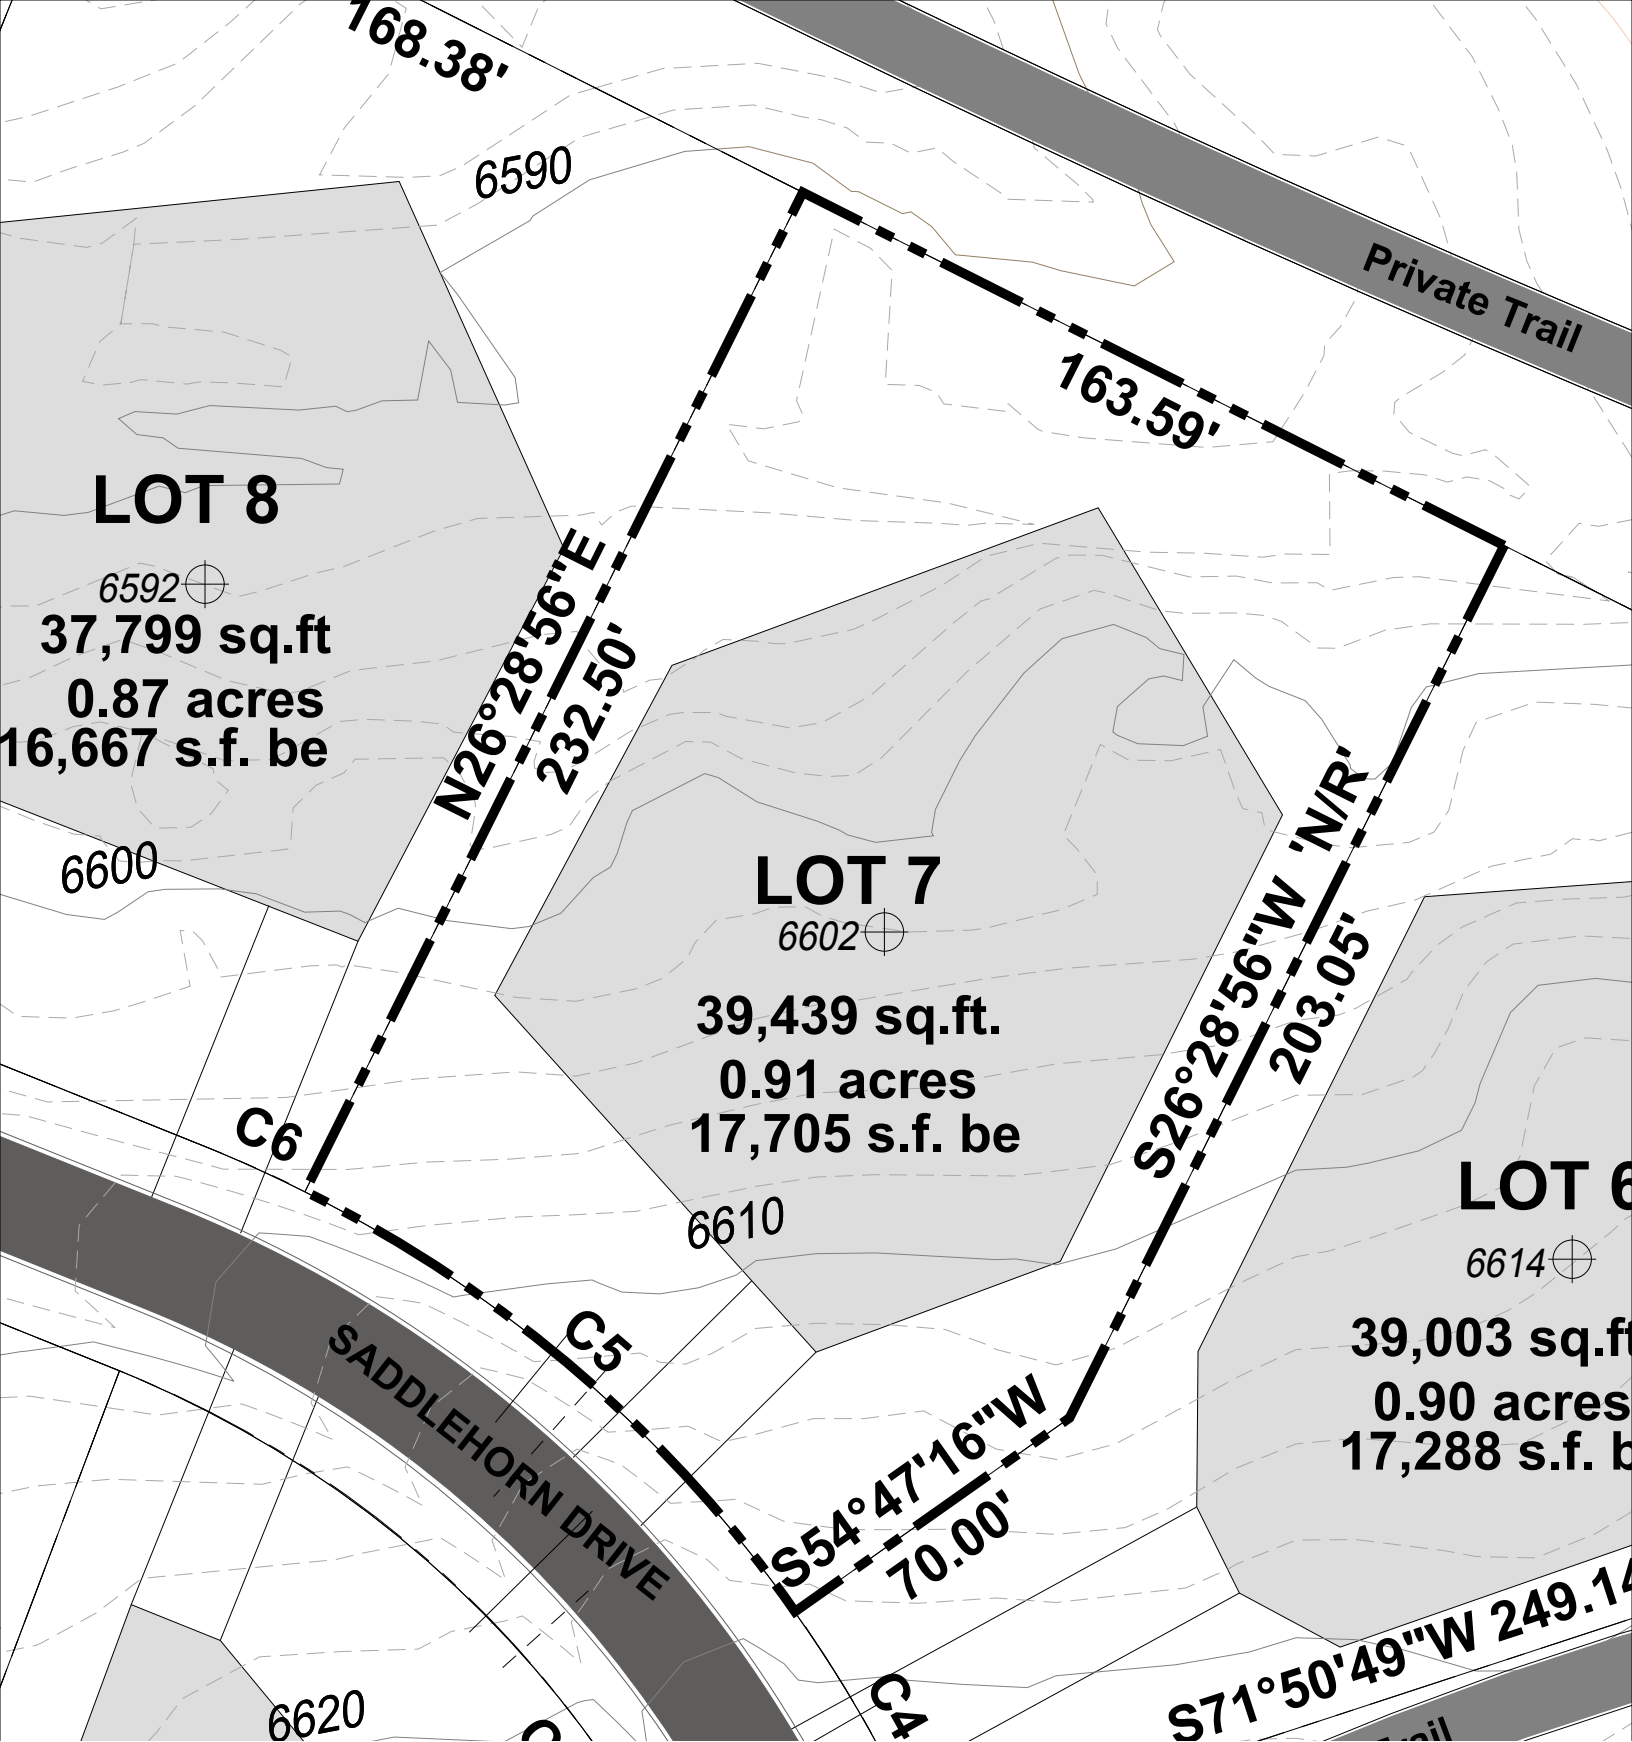 168.38'
6590
Private Trail
163.59'
LOT 8
6592
37,799 sq.ft
0.87 acres
16,667 s.f. be
N26°28'56"E
232.50'
6600
LOT 7
6602
39,439 sq.ft.
0.91 acres
17,705 s.f. be
S26°28'56"W 'N/R'
203.05'
C6
6610
LOT 6
6614
39,003 sq.ft
0.90 acres
17,288 s.f. b
C5
SADDLEHORN DRIVE
S54°47'16"W
70.00'
S71°50'49"W 249.14
C4
6620
C
rail